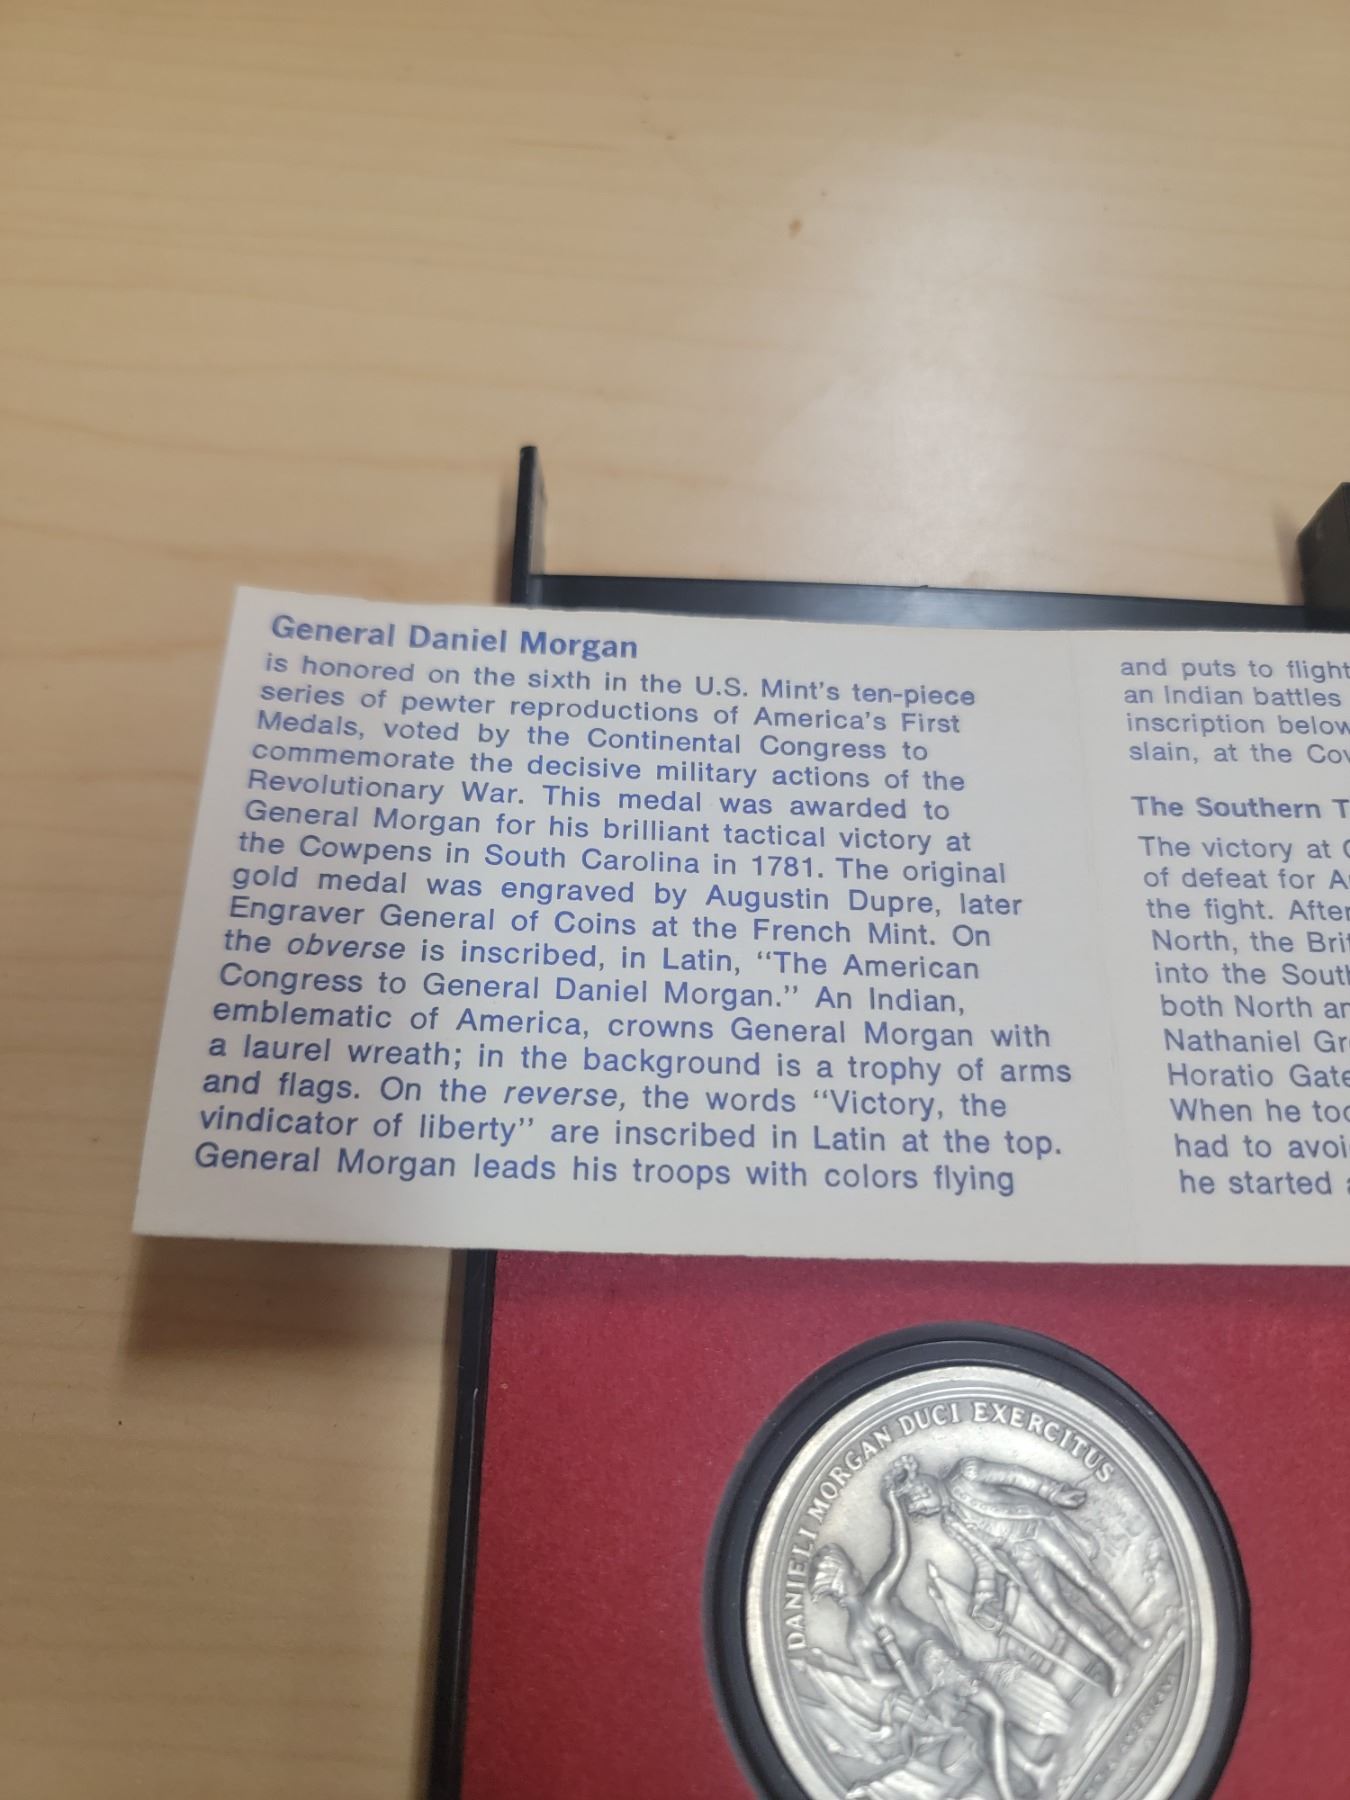 General Daniel Morgan
is honored on the sixth in the U.S. Mint's ten-piece
series of pewter reproductions of America's First
Medals, voted by the Continental Congress to
commemorate the decisive military actions of the
Revolutionary War. This medal was awarded to
General Morgan for his brilliant tactical victory at
the Cowpens in South Carolina in 1781. The original
gold medal was engraved by Augustin Dupre, later
Engraver General of Coins at the French Mint. On
the obverse is inscribed, in Latin, "The American
Congress to General Daniel Morgan." An Indian,
emblematic of America, crowns General Morgan with
a laurel wreath; in the background is a trophy of arms
and flags. On the reverse, the words "Victory, the
vindicator of liberty" are inscribed in Latin at the top.
General Morgan leads his troops with colors flying
and puts to flight
an Indian battles
inscription below
slain, at the
The Southern
The victory at
of defeat for
the fight. After
North, the
into the
both North
Nathaniel
Horatio
When he
had to
he started
DANIELI MORGAN DUCI EXERCITUS